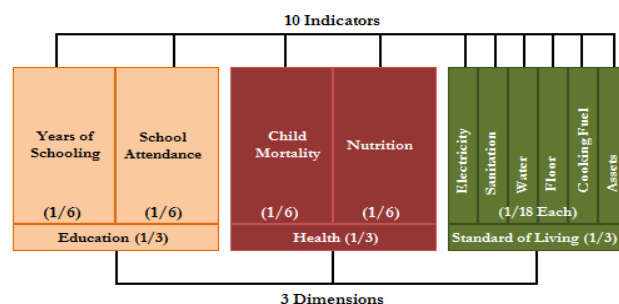 10 Indicators
Years of
Schooling
(1/6)
School
Attendance
(1/6)
Education (1/3)
Child
Mortality
(1/6)
Nutrition
(1/6)
Health (1/3)
Electricity
Sanitation
Water
Floor
CookingFuel
Assets
(1/18 Each)
Standard of Living (1/3)
3 Dimensions